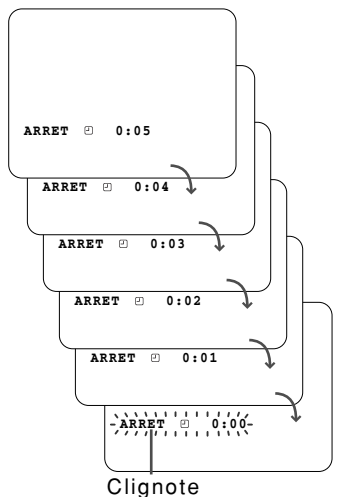 ARRET 0:05
ARRET 0:04
ARRET 0:03
ARRET 0:02
ARRET 0:01
-ARRET 0:00-
Clignote